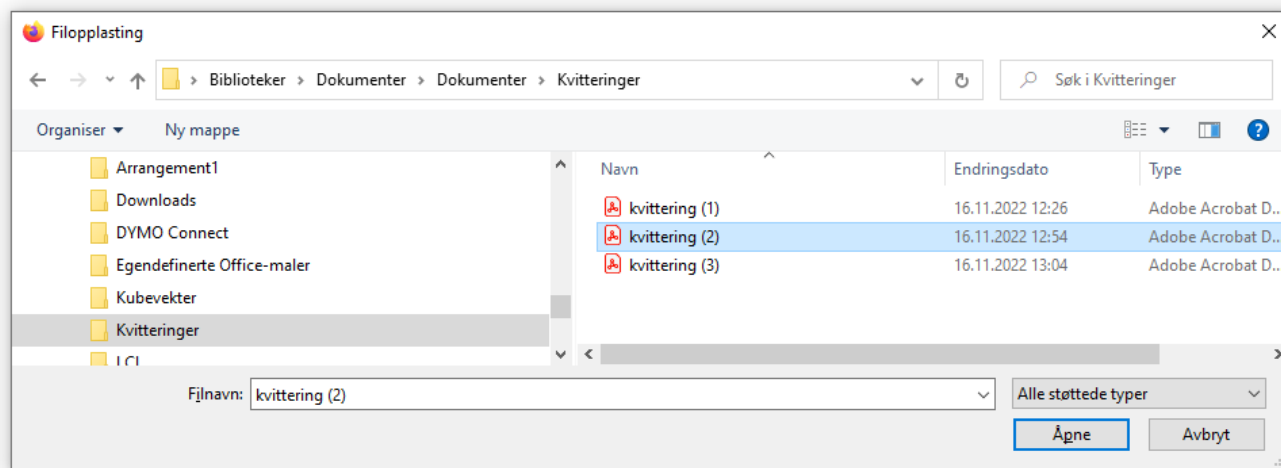 Filopplasting
Biblioteker > Dokumenter > Dokumenter > Kvitteringer
Søk i Kvitteringer
Organiser
Ny mappe
Arrangement1
Downloads
DYMO Connect
Egendefinerte Office-maler
Kubevekter
Kvitteringer
LCI
Navn Endringsdato Type
kvittering (1) 16.11.2022 12:26 Adobe Acrobat D...
kvittering (2) 16.11.2022 12:54 Adobe Acrobat D...
kvittering (3) 16.11.2022 13:04 Adobe Acrobat D...
Filnavn: kvittering (2)
Alle støttede typer
Åpne
Avbryt